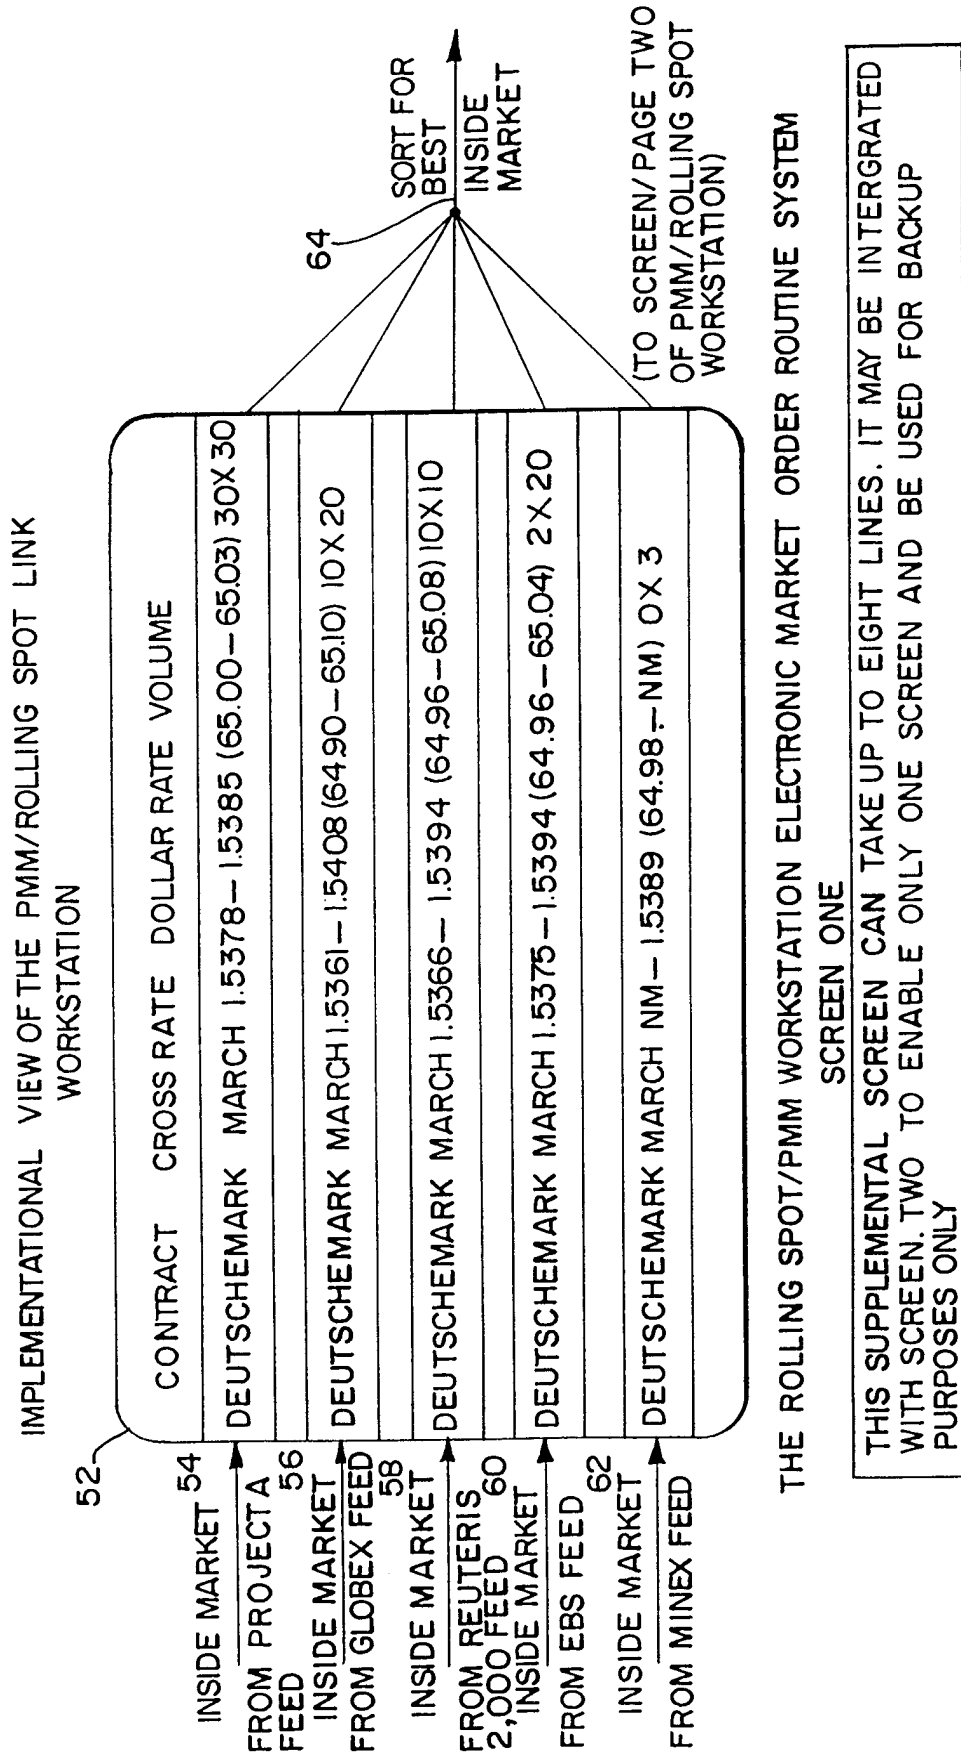 IMPLEMENTATIONAL VIEW OF THE PMM/ROLLING SPOT LINK
WORKSTATION
52
CONTRACT CROSS RATE DOLLAR RATE VOLUME
54
INSIDE MARKET
FROM PROJECTA
FEED
DEUTSCHEMARK MARCH 1.5378-1.5385 (65.00-65.03) 30X30
56
INSIDE MARKET
FROM GLOBEX FEED
DEUTSCHEMARK MARCH 1.5361-1.5408 (64.90-65.10) 10X20
58
INSIDE MARKET
FROM REUTERIS
2,000 FEED
DEUTSCHEMARK MARCH 1.5366-1.5394 (64.96-65.08) 10X10
60
INSIDE MARKET
FROM EBS FEED
DEUTSCHEMARK MARCH 1.5375-1.5394 (64.96-65.04) 2X20
62
INSIDE MARKET
FROM MINEX FEED
DEUTSCHEMARK MARCH NM-1.5389 (64.98-NM) 0X3
64
SORT FOR
BEST
INSIDE
MARKET
(TO SCREEN/PAGE TWO
OF PMM/ROLLING SPOT
WORKSTATION)
THE ROLLING SPOT/PMM WORKSTATION ELECTRONIC MARKET ORDER ROUTINE SYSTEM
SCREEN ONE
THIS SUPPLEMENTAL SCREEN CAN TAKE UP TO EIGHT LINES. IT MAY BE INTERGRATED
WITH SCREEN. TWO TO ENABLE ONLY ONE SCREEN AND BE USED FOR BACKUP
PURPOSES ONLY